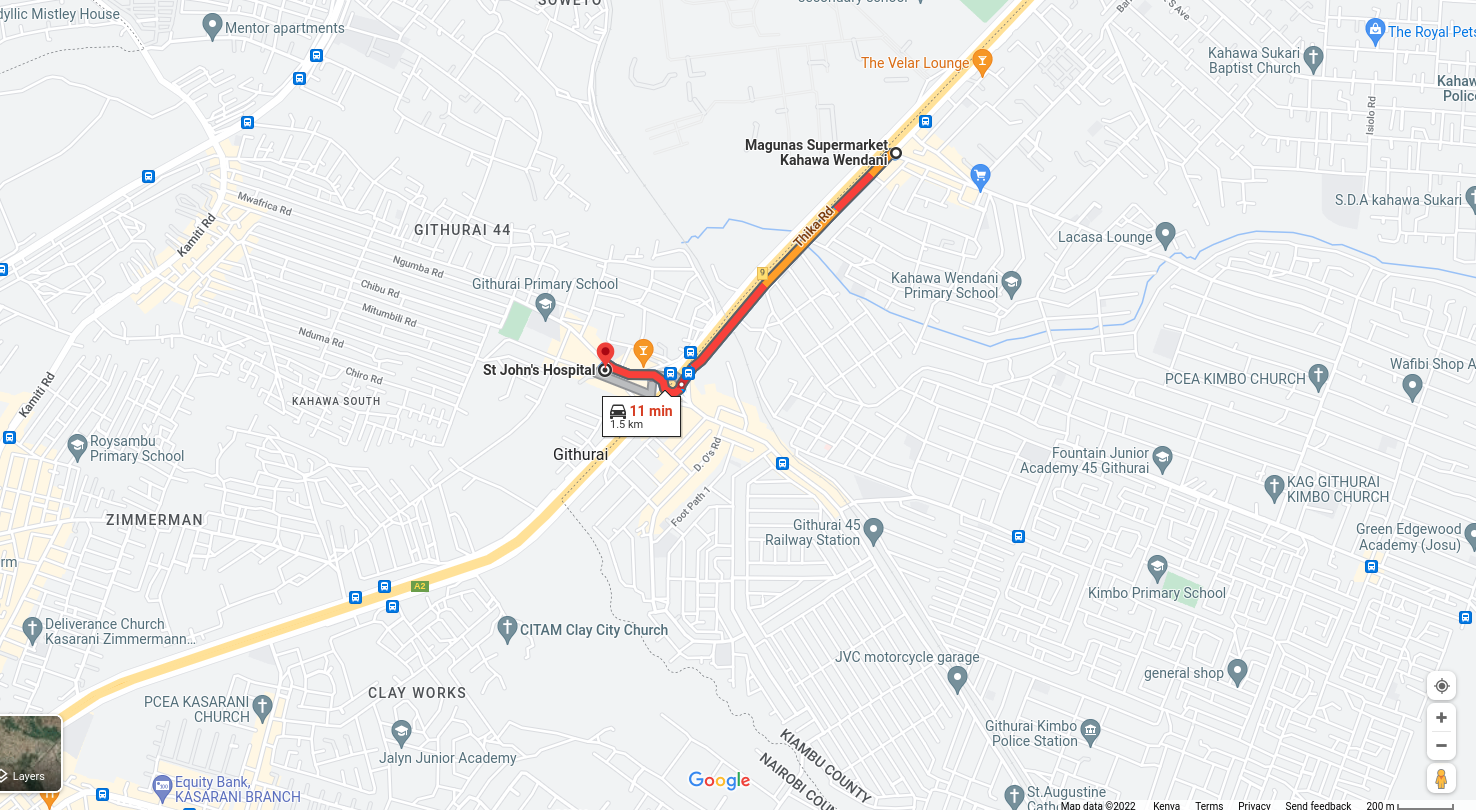 dyllic Mistley House
SOWETO
secondary school
S Ave
Mentor apartments
The Royal Pets
The Velar Lounge
Kahawa Sukari
Baptist Church
Kahaw
Polic
Isiolo Rd
Magunas Supermarket
Kahawa Wendani
Mwafrica Rd
S.D.A kahawa Sukari
Kamiti Rd
GITHURAI 44
Thika Rd
Lacasa Lounge
Ngumba Rd
9
Githurai Primary School
Kahawa Wendani
Primary School
Chibu Rd
Mitumbili Rd
Nduma Rd
St John's Hospital
Chiro Rd
Wafibi Shop A
PCEA KIMBO CHURCH
Kamiti Rd
KAHAWA SOUTH
11 min
1.5 km
Roysambu
Primary School
Githurai
D. O's Rd
Fountain Junior
Academy 45 Githurai
KAG GITHURAI
KIMBO CHURCH
Foot Path 1
ZIMMERMAN
Githurai 45
Railway Station
Green Edgewood
Academy (Josu)
rm
A2
Kimbo Primary School
Deliverance Church
Kasarani Zimmermann...
CITAM Clay City Church
JVC motorcycle garage
general shop
CLAY WORKS
PCEA KASARANI
CHURCH
Githurai Kimbo
Police Station
KIAMBU COUNTY
NAIROBI COUN
Jalyn Junior Academy
Layers
Equity Bank,
KASARANI BRANCH
Google
St.Augustine
Cath
Map data ©2022 Kenya Terms Privacy Send feedback 200 m